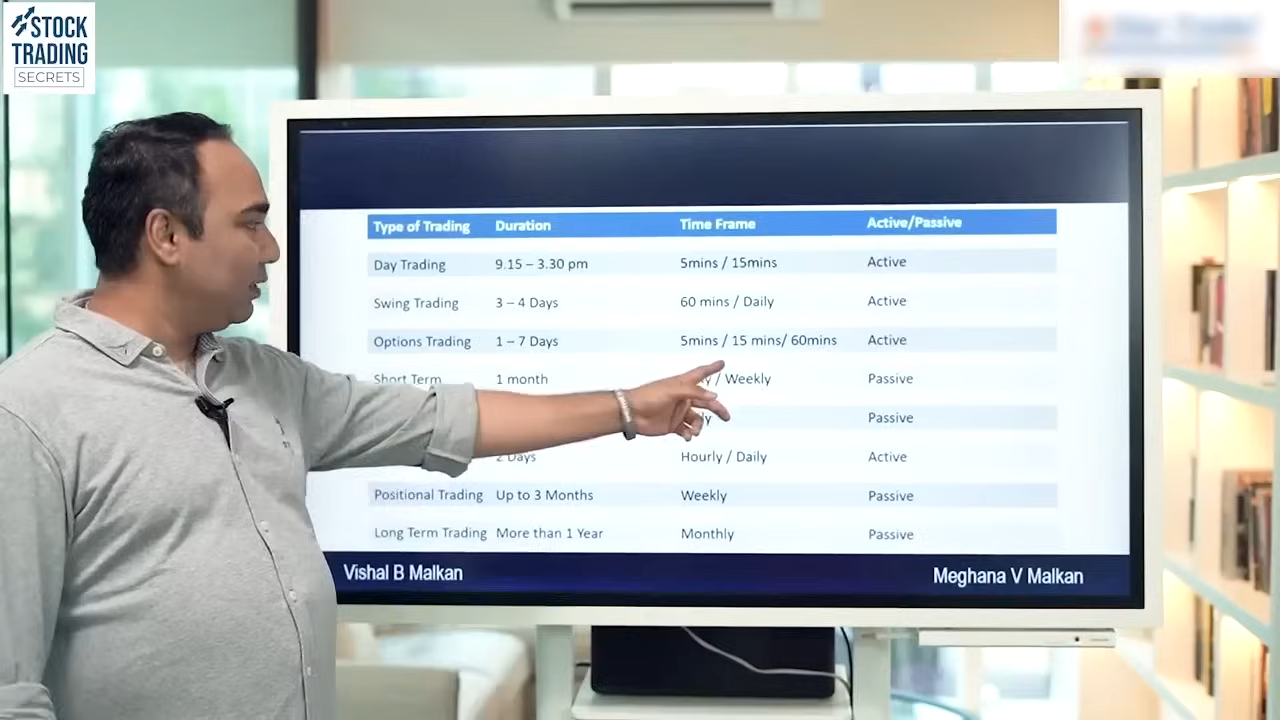 STOCK
TRADING
SECRETS
Type of Trading Duration Time Frame Active/Passive
Day Trading 9.15 – 3.30 pm 5mins / 15mins Active
Swing Trading 3 – 4 Days 60 mins / Daily Active
Options Trading 1 – 7 Days 5mins / 15 mins/ 60mins Active
Short Term 1 month / Weekly Passive
Passive
2 Days Hourly / Daily Active
Positional Trading Up to 3 Months Weekly Passive
Long Term Trading More than 1 Year Monthly Passive
Vishal B Malkan Meghana V Malkan